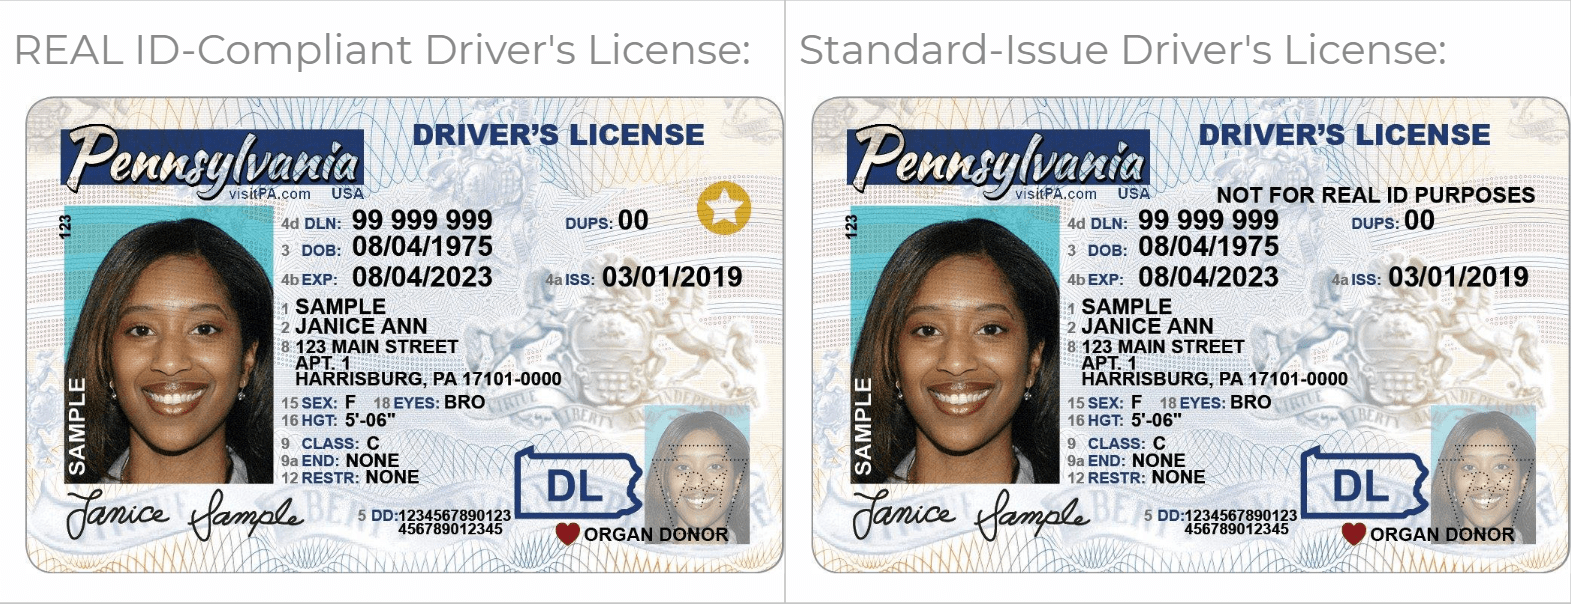 REAL ID-Compliant Driver's License:
Pennsylvania
visitPA.com USA
DRIVER'S LICENSE
123
4d DLN: 99 999 999 DUPS: 00
3 DOB: 08/04/1975
4b EXP: 08/04/2023 4a ISS: 03/01/2019
1 SAMPLE
2 JANICE ANN
8 123 MAIN STREET
APT. 1
HARRISBURG, PA 17101-0000
15 SEX: F 18 EYES: BRO
16 HGT: 5'-06"
9 CLASS: C
9a END: NONE
12 RESTR: NONE
SAMPLE
Janice Sample
5 DD:1234567890123
456789012345
DL
ORGAN DONOR
VIRTUE LIBERTY AND INDEPENDENCE
Standard-Issue Driver's License:
Pennsylvania
visitPA.com USA
DRIVER'S LICENSE
NOT FOR REAL ID PURPOSES
123
4d DLN: 99 999 999 DUPS: 00
3 DOB: 08/04/1975
4b EXP: 08/04/2023 4a ISS: 03/01/2019
1 SAMPLE
2 JANICE ANN
8 123 MAIN STREET
APT. 1
HARRISBURG, PA 17101-0000
15 SEX: F 18 EYES: BRO
16 HGT: 5'-06"
9 CLASS: C
9a END: NONE
12 RESTR: NONE
SAMPLE
Janice Sample
5 DD:1234567890123
456789012345
DL
ORGAN DONOR
VIRTUE LIBERTY AND INDEPENDENCE